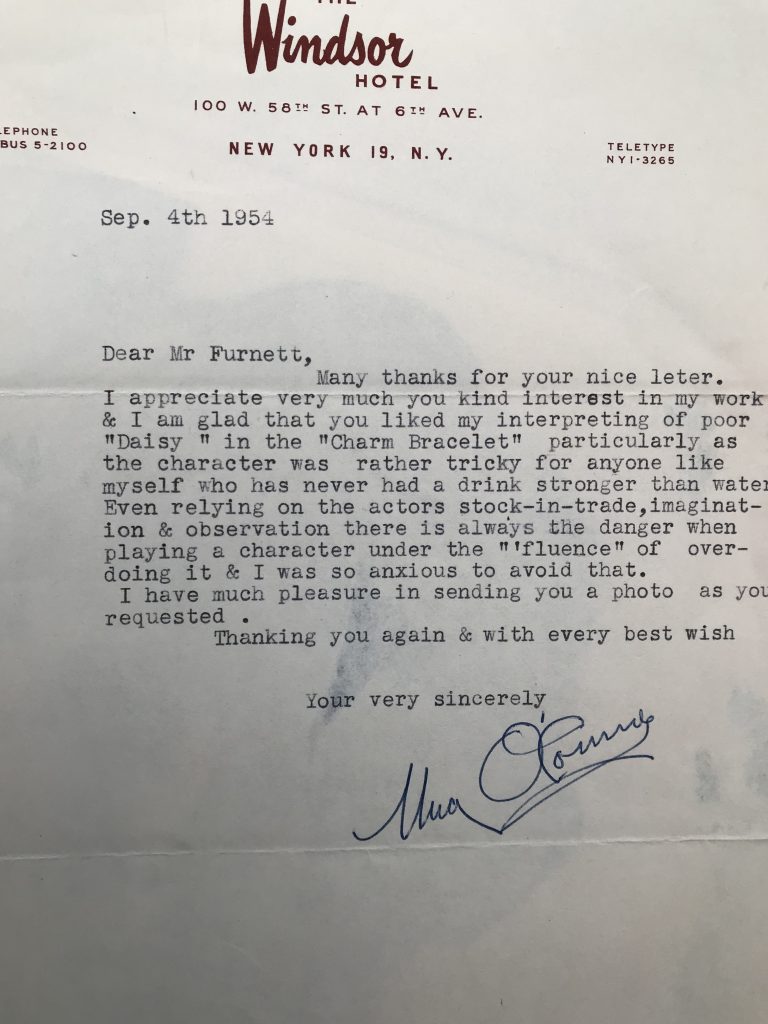 THE
Windsor
HOTEL
100 W. 58TH ST. AT 6TH AVE.
LEPHONE
BUS 5-2100
NEW YORK 19, N. Y.
TELETYPE
NY1-3265
Sep. 4th 1954
Dear Mr Furnett,
Many thanks for your nice leter.
I appreciate very much you kind interest in my work
& I am glad that you liked my interpreting of poor
"Daisy " in the "Charm Bracelet" particularly as
the character was rather tricky for anyone like
myself who has never had a drink stronger than water
Even relying on the actors stock-in-trade,imaginat-
ion & observation there is always the danger when
playing a character under the "'fluence" of over-
doing it & I was so anxious to avoid that.
I have much pleasure in sending you a photo as you
requested .
Thanking you again & with every best wish
Your very sincerely
Una O'Connor